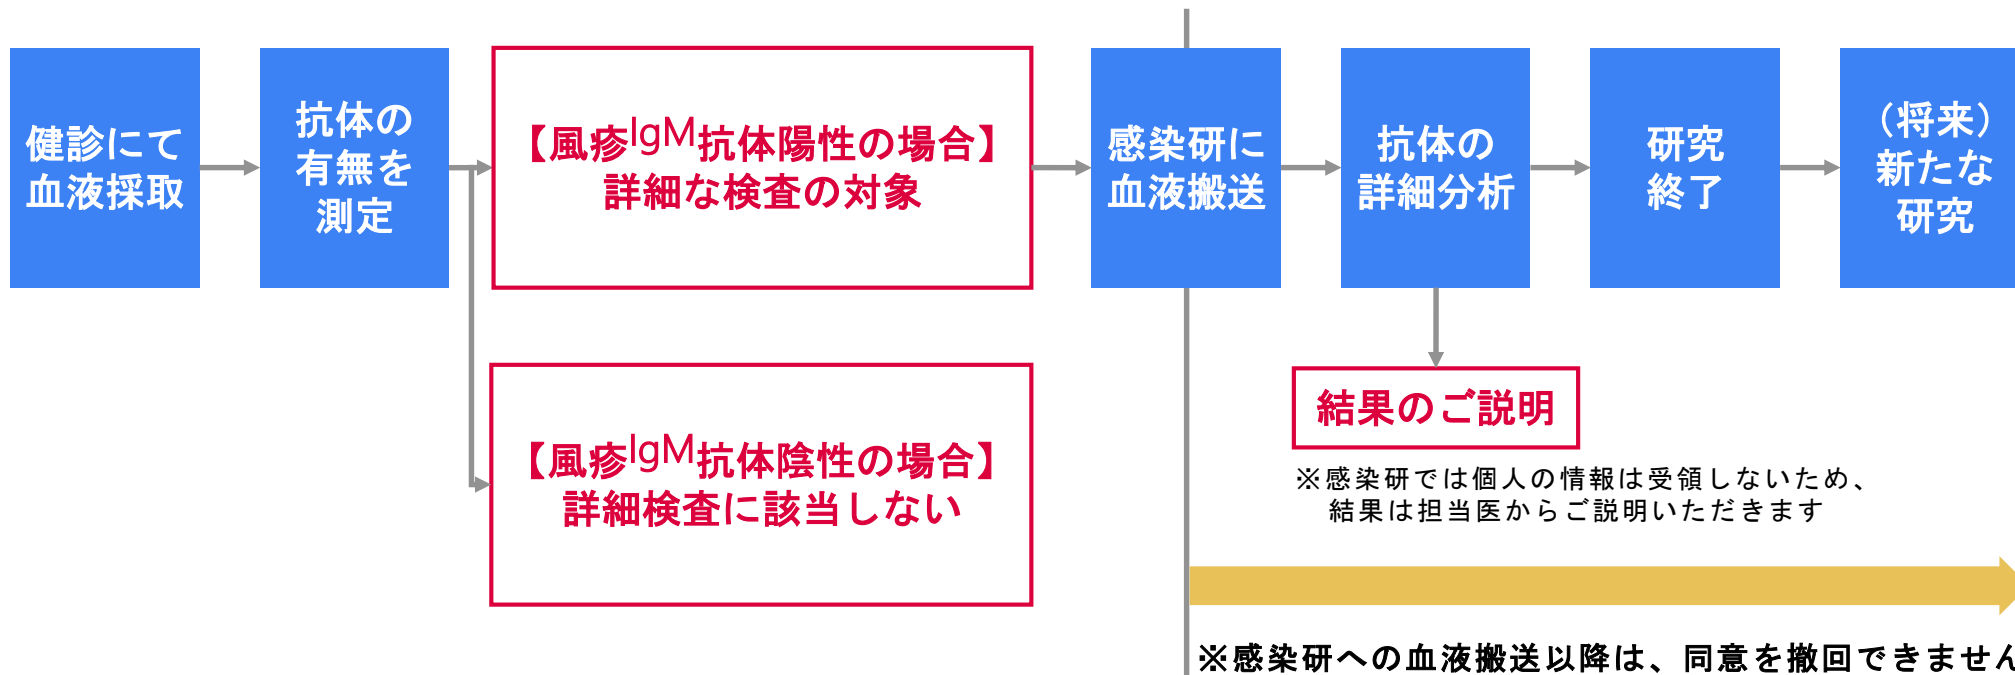 健診にて
血液採取
抗体の
有無を
測定
【風疹IgM抗体陽性の場合】
詳細な検査の対象
【風疹IgM抗体陰性の場合】
詳細検査に該当しない
感染研に
血液搬送
抗体の
詳細分析
研究
終了
（将来）
新たな
研究
結果のご説明
※感染研では個人の情報は受領しないため、
結果は担当医からご説明いただきます
※感染研への血液搬送以降は、同意を撤回できません